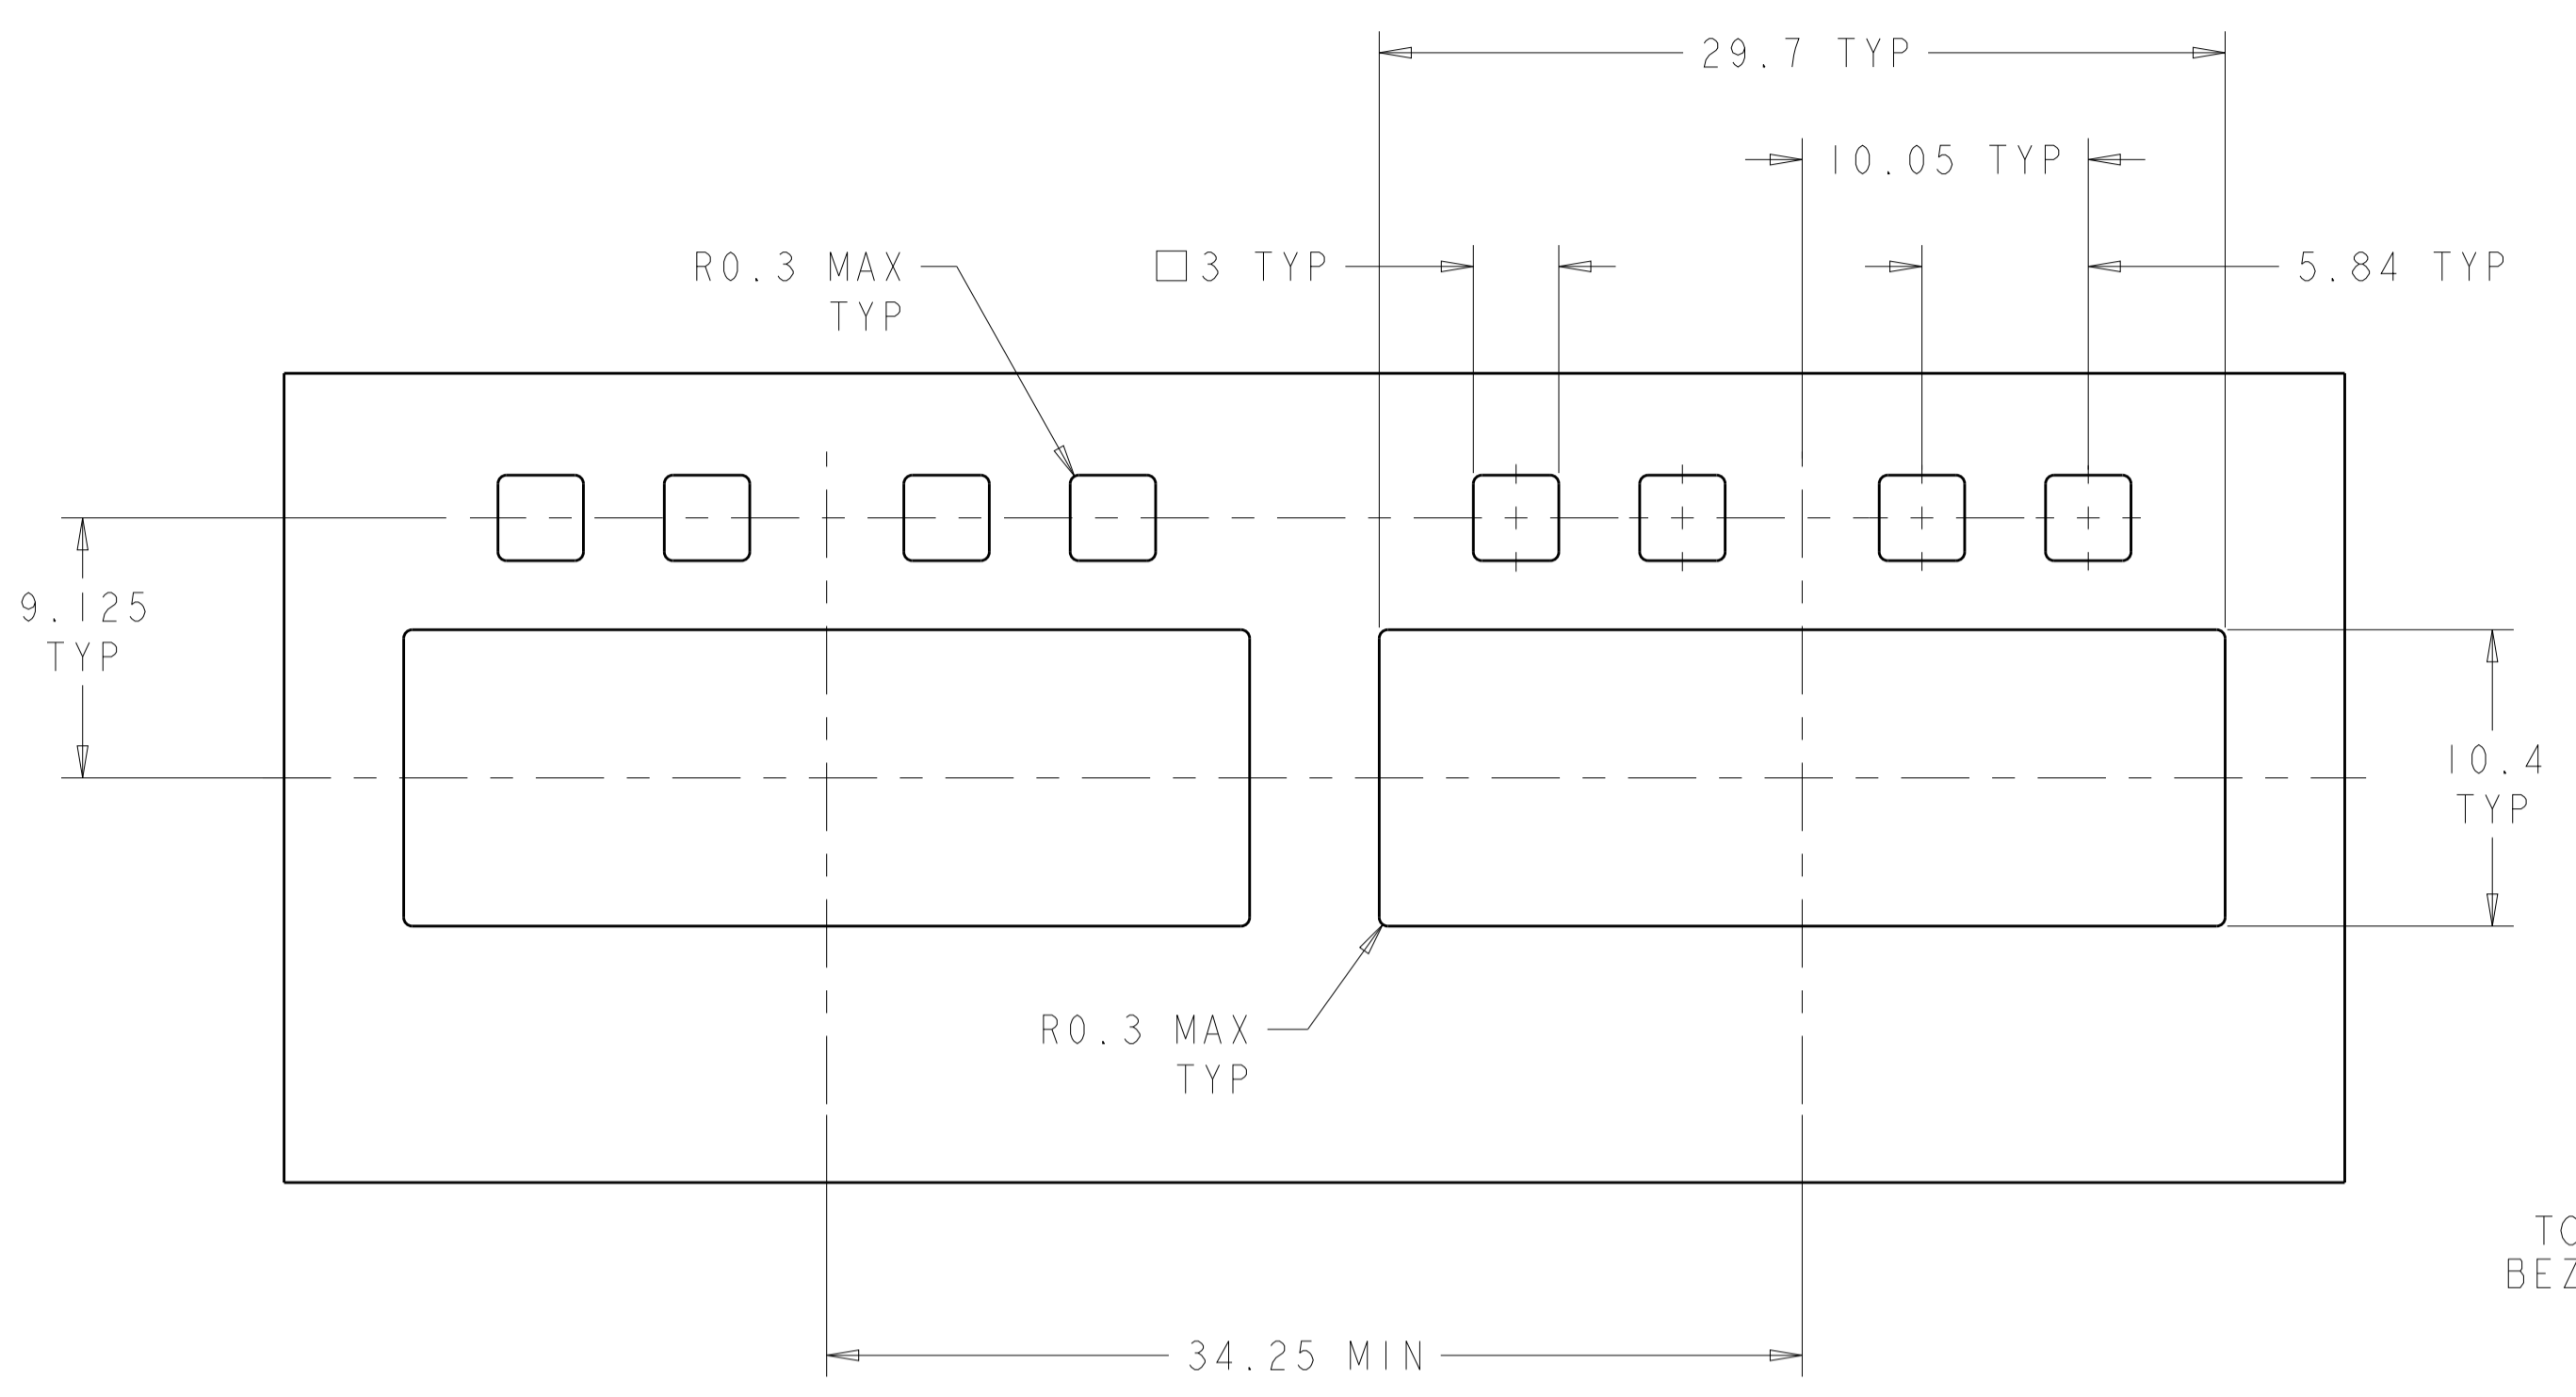 29.7 TYP
10.05 TYP
R0.3 MAX
TYP
□3 TYP
5.84 TYP
9.125
TYP
10.4
TYP
R0.3 MAX
TYP
34.25 MIN